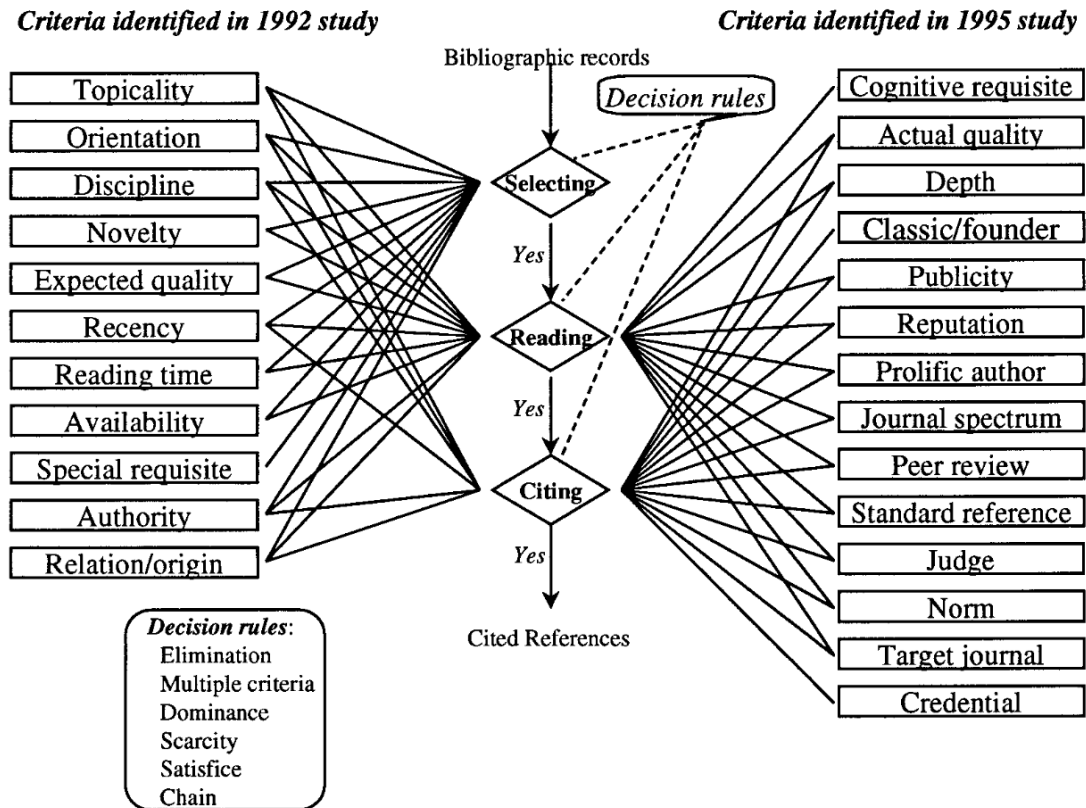 Criteria identified in 1992 study
Criteria identified in 1995 study
Bibliographic records
Decision rules
Topicality
Orientation
Discipline
Novelty
Expected quality
Recency
Reading time
Availability
Special requisite
Authority
Relation/origin
Selecting
Yes
Reading
Yes
Citing
Yes
Cited References
Cognitive requisite
Actual quality
Depth
Classic/founder
Publicity
Reputation
Prolific author
Journal spectrum
Peer review
Standard reference
Judge
Norm
Target journal
Credential
Decision rules:
Elimination
Multiple criteria
Dominance
Scarcity
Satisfice
Chain